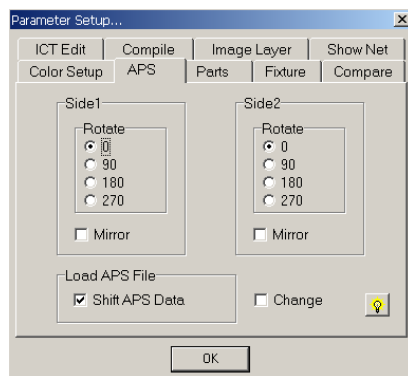 Parameter Setup...
ICT Edit Compile Image Layer Show Net
Color Setup APS Parts Fixture Compare
Side1 Side2
Rotate Rotate
0 0
90 90
180 180
270 270
Mirror Mirror
Load APS File
Shift APS Data Change
OK